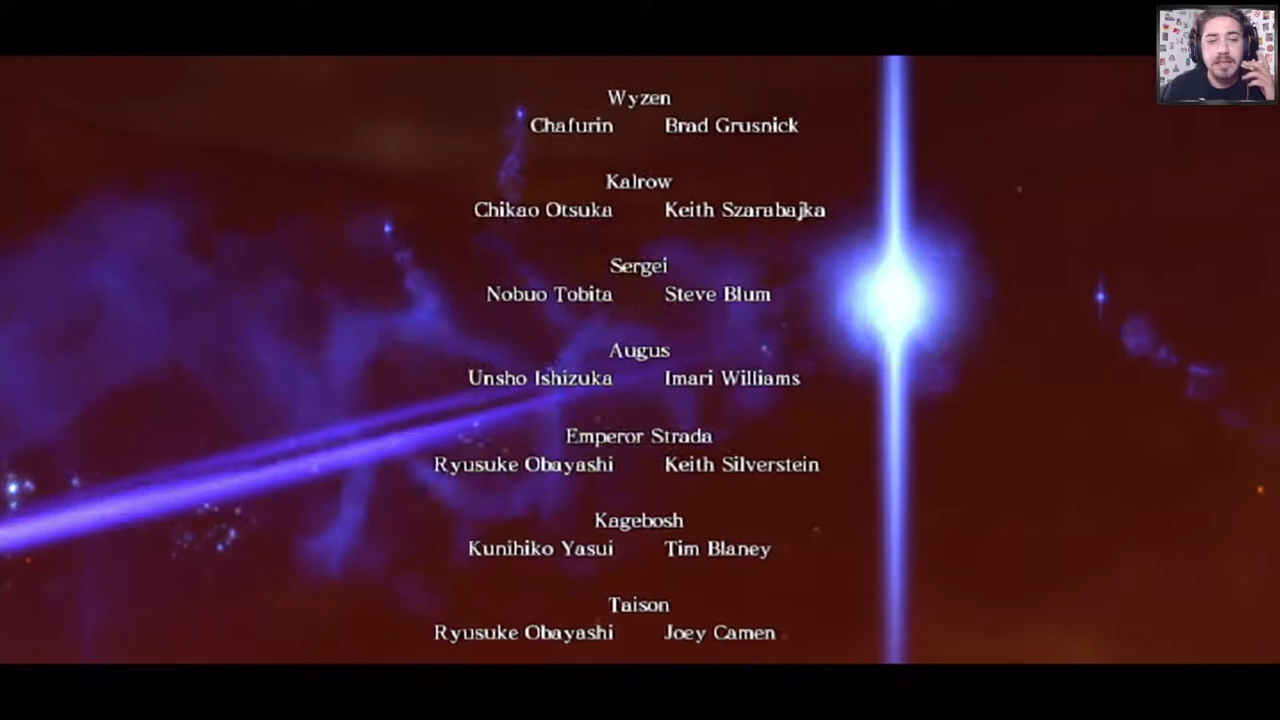 Wyzen
Chafurin Brad Grusnick
Kalrow
Chikao Otsuka Keith Szarabajka
Sergei
Nobuo Tobita Steve Blum
Augus
Unsho Ishizuka Imari Williams
Emperor Strada
Ryusuke Obayashi Keith Silverstein
Kagebosh
Kunihiko Yasui Tim Blaney
Taison
Ryusuke Obayashi Joey Camen